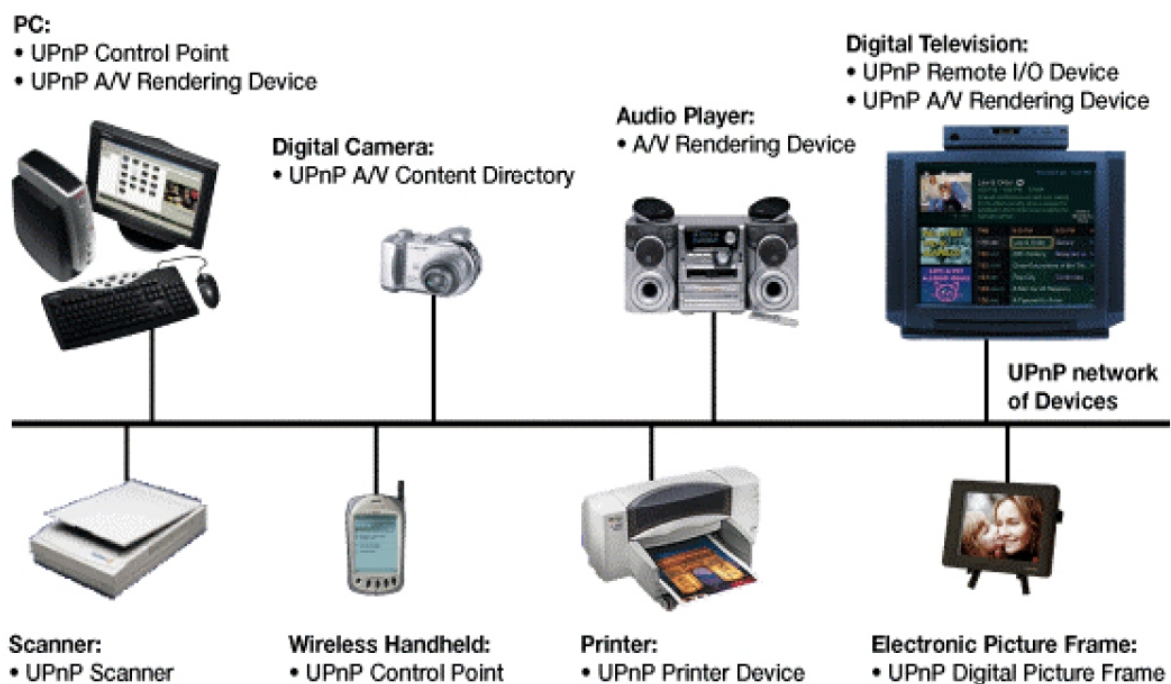 PC:
• UPnP Control Point
• UPnP A/V Rendering Device
Digital Camera:
• UPnP A/V Content Directory
Audio Player:
• A/V Rendering Device
Digital Television:
• UPnP Remote I/O Device
• UPnP A/V Rendering Device
UPnP network
of Devices
Scanner:
• UPnP Scanner
Wireless Handheld:
• UPnP Control Point
Printer:
• UPnP Printer Device
Electronic Picture Frame:
• UPnP Digital Picture Frame